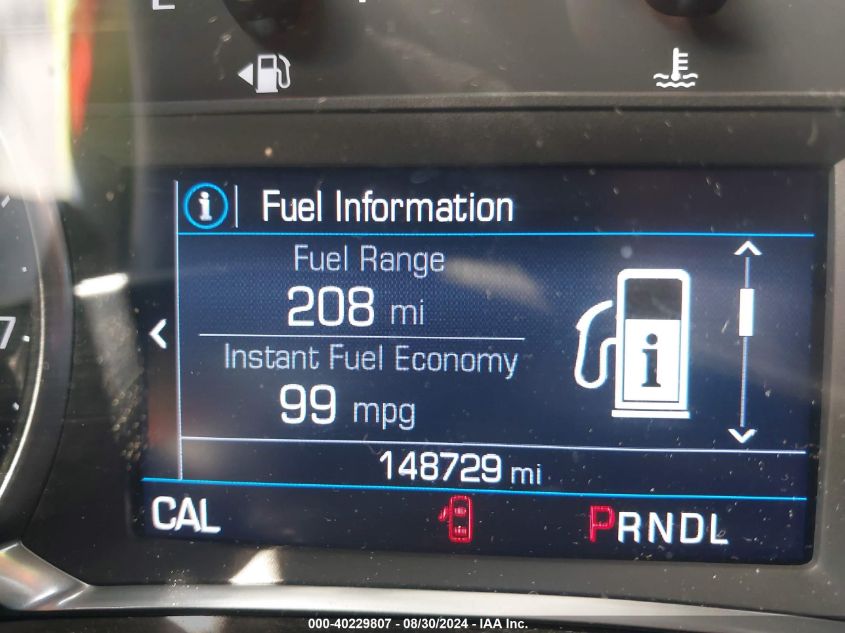 Fuel Information
Fuel Range
208 mi
Instant Fuel Economy
99 mpg
148729 mi
CAL
PRNDL
7
000-40229807 - 08/30/2024 - IAA Inc.